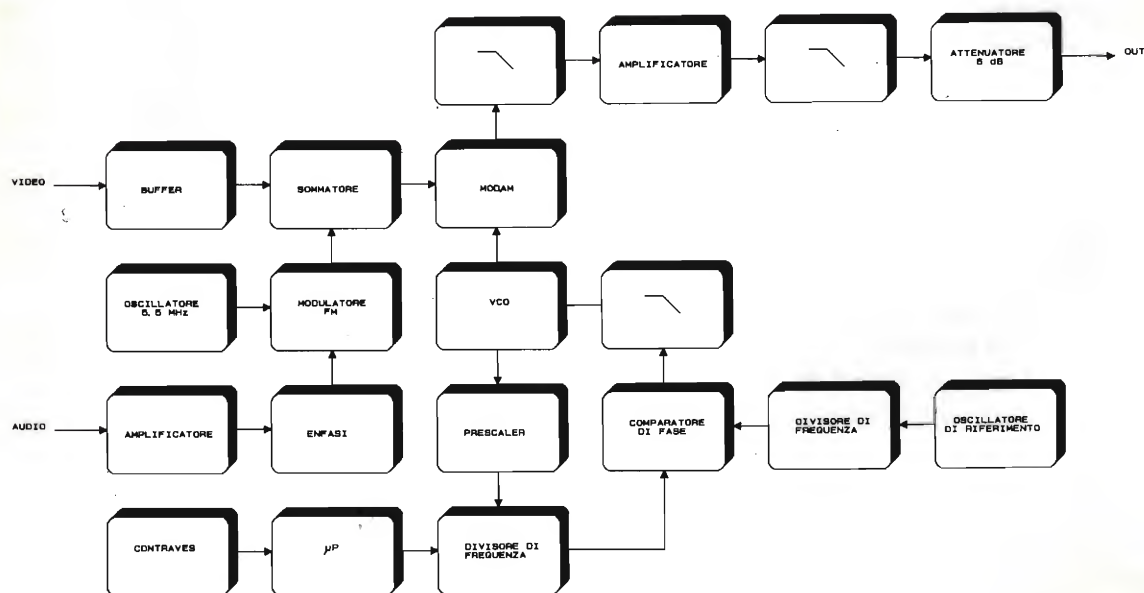 AMPLIFICATORE
ATTENUATORE
6 dB
OUT
VIDEO
BUFFER
SOMMATORE
MODAM
OSCILLATORE
5.5 MHz
MODULATORE
FM
VCO
AUDIO
AMPLIFICATORE
ENFASI
PRESCALER
COMPARATORE
DI FASE
DIVISORE DI
FREQUENZA
OSCILLATORE
DI RIFERIMENTO
CONTRAVES
µP
DIVISORE DI
FREQUENZA